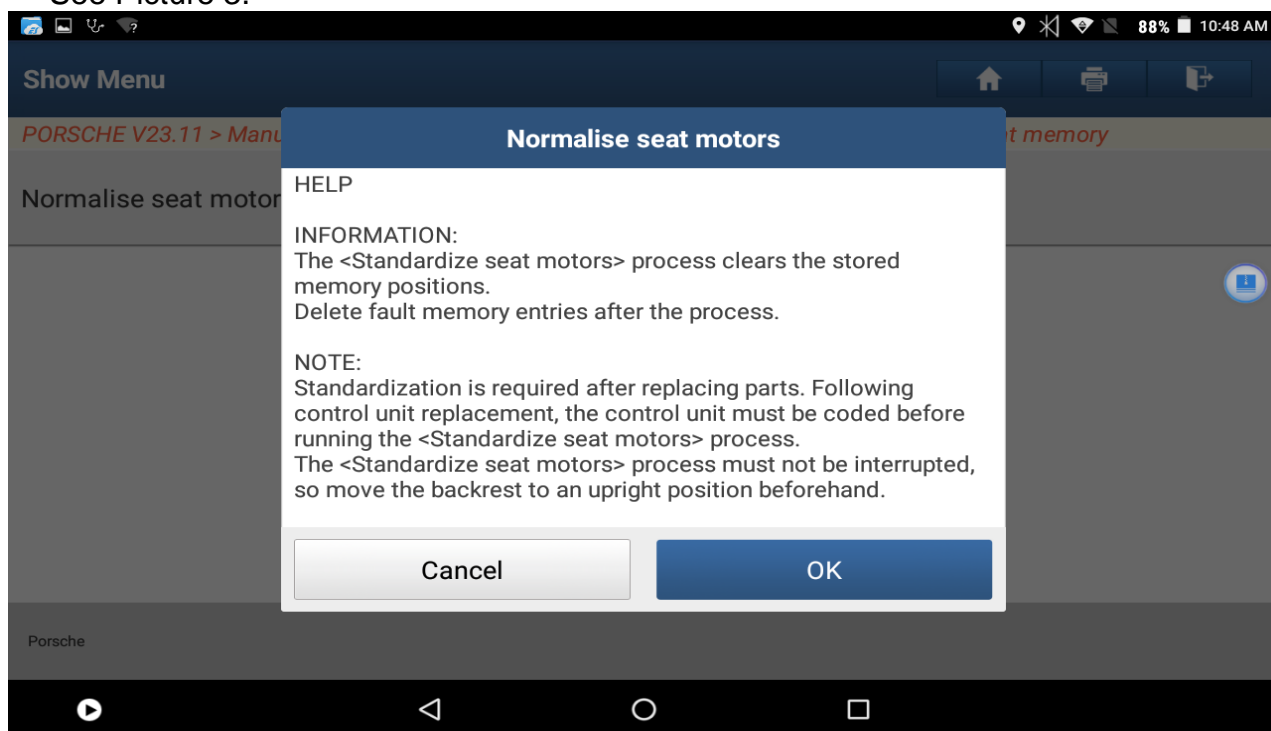 88% 10:48 AM
Show Menu
PORSCHE V23.11 > Manu
t memory
Normalise seat motors
Normalise seat motor
HELP
INFORMATION:
The <Standardize seat motors> process clears the stored
memory positions.
Delete fault memory entries after the process.
NOTE:
Standardization is required after replacing parts. Following
control unit replacement, the control unit must be coded before
running the <Standardize seat motors> process.
The <Standardize seat motors> process must not be interrupted,
so move the backrest to an upright position beforehand.
Cancel
OK
Porsche